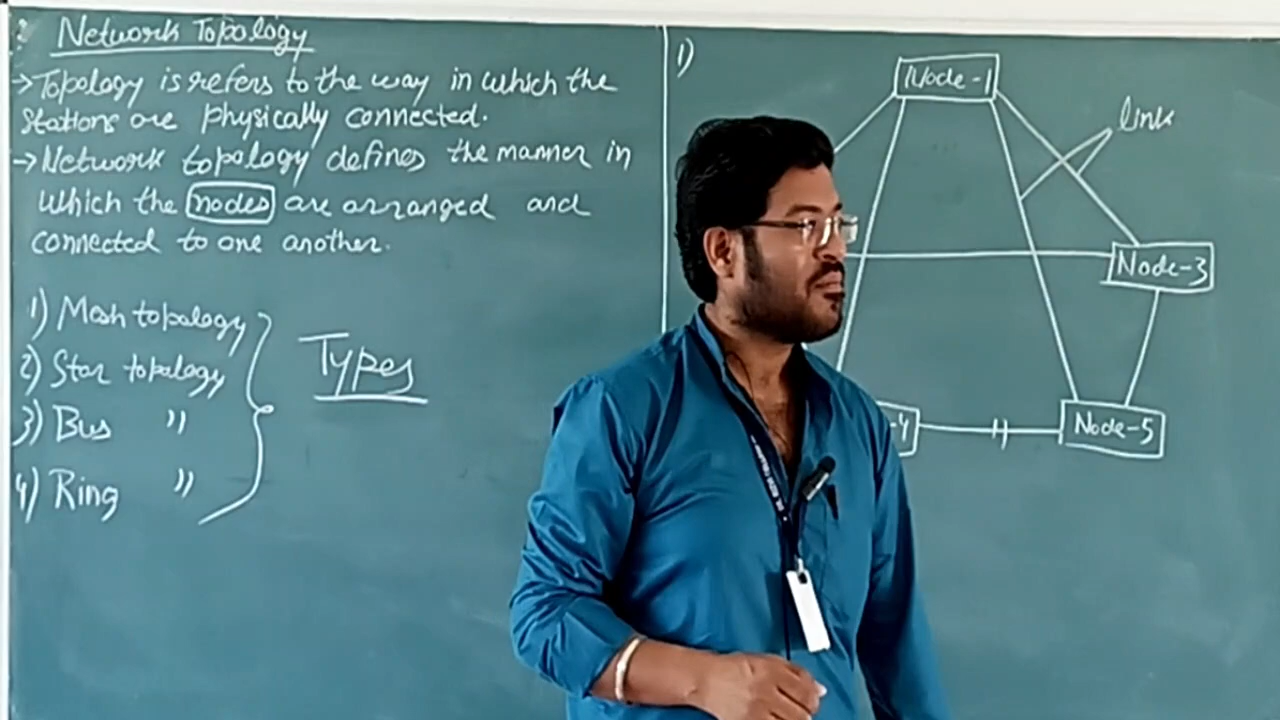 Network Topology
→Topology is refers to the way in which the
stations are physically connected.
→Network topology defines the manner in
which the nodes are arranged and
connected to one another.
1) Mesh topology
2) Star topology
3) Bus "
4) Ring "
Types
1)
Node-1
link
Node-3
-4
Node-5